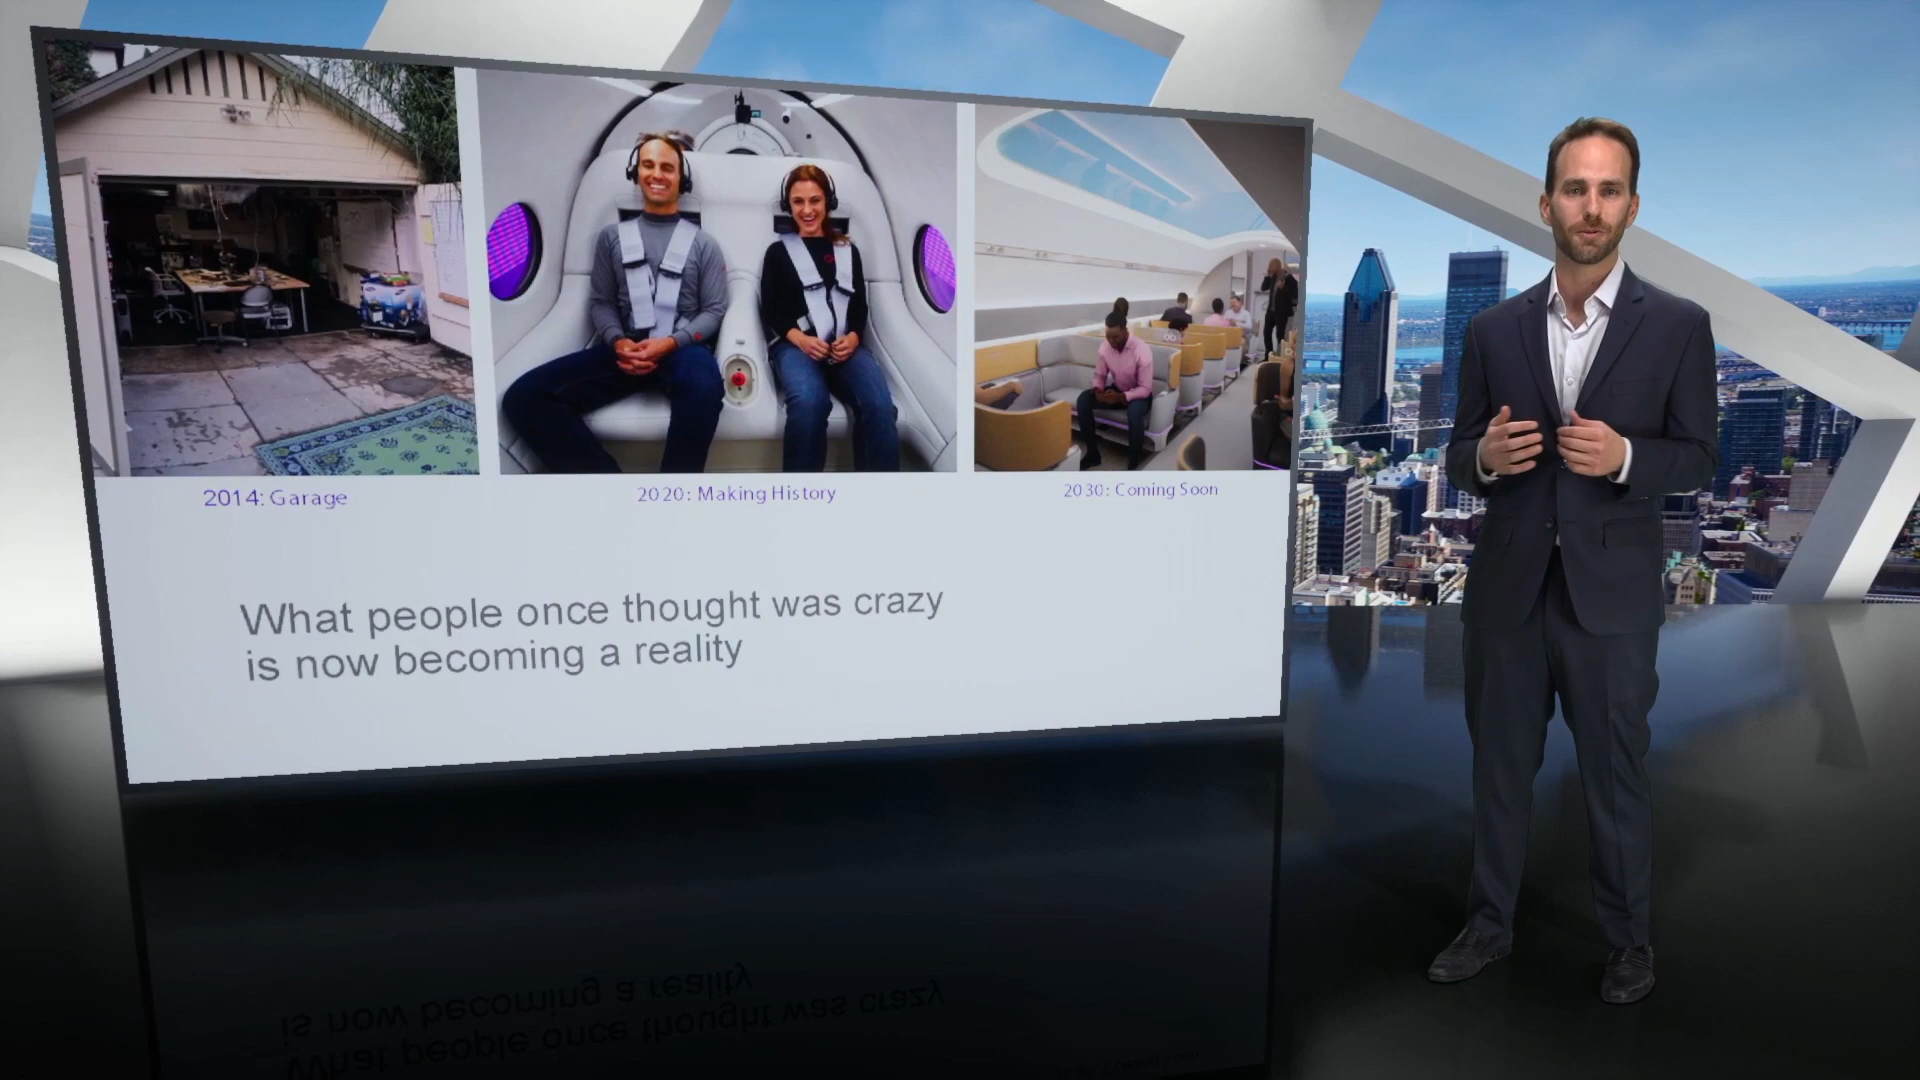 2014: Garage
2020: Making History
2030: Coming Soon
What people once thought was crazy
is now becoming a reality